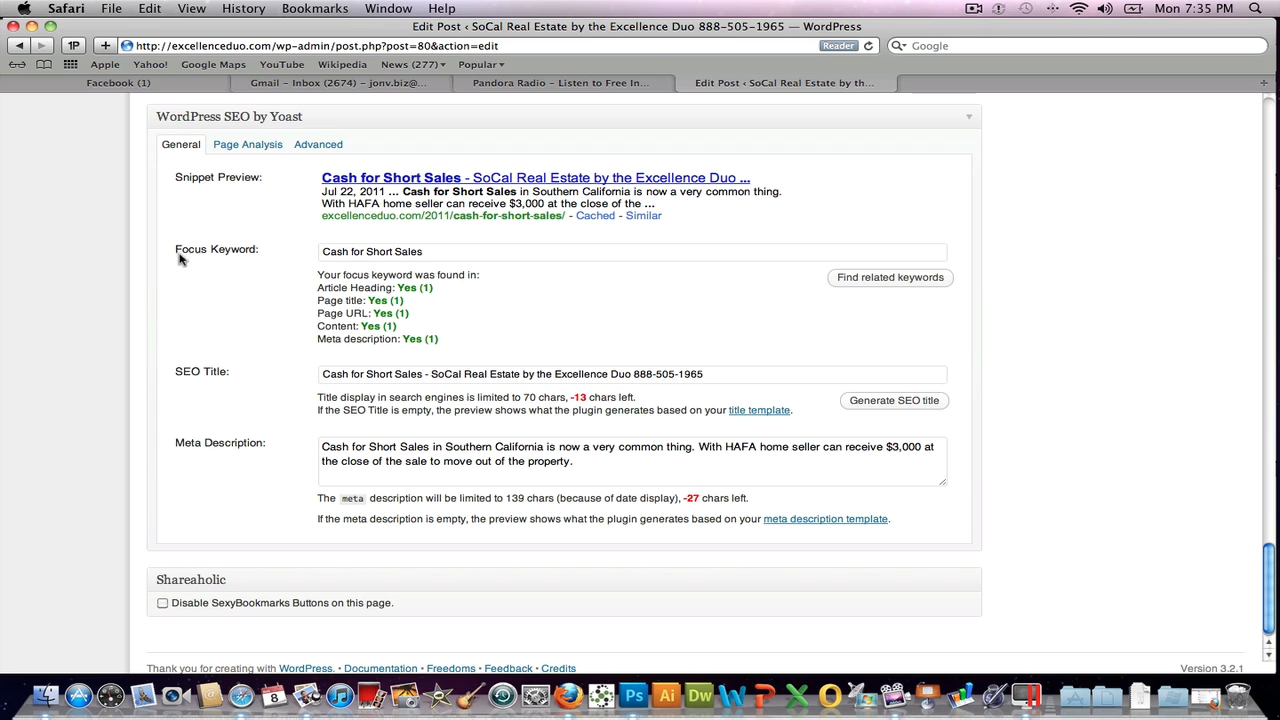 Safari File Edit View History Bookmarks Window Help Mon 7:35 PM
Edit Post ‹ SoCal Real Estate by the Excellence Duo 888-505-1965 — WordPress
1P http://excellenceduo.com/wp-admin/post.php?post=80&action=edit Reader Google
Apple Yahoo! Google Maps YouTube Wikipedia News (277) Popular
Facebook (1) Gmail – Inbox (2674) – jonv.biz@... Pandora Radio – Listen to Free In... Edit Post ‹ SoCal Real Estate by th...
WordPress SEO by Yoast
General Page Analysis Advanced
Snippet Preview: Cash for Short Sales - SoCal Real Estate by the Excellence Duo ...
Jul 22, 2011 ... Cash for Short Sales in Southern California is now a very common thing.
With HAFA home seller can receive $3,000 at the close of the ...
excellenceduo.com/2011/cash-for-short-sales/ - Cached - Similar
Focus Keyword: Cash for Short Sales
Your focus keyword was found in: Find related keywords
Article Heading: Yes (1)
Page title: Yes (1)
Page URL: Yes (1)
Content: Yes (1)
Meta description: Yes (1)
SEO Title: Cash for Short Sales - SoCal Real Estate by the Excellence Duo 888-505-1965
Title display in search engines is limited to 70 chars, -13 chars left. Generate SEO title
If the SEO Title is empty, the preview shows what the plugin generates based on your title template.
Meta Description: Cash for Short Sales in Southern California is now a very common thing. With HAFA home seller can receive $3,000 at
the close of the sale to move out of the property.
The meta description will be limited to 139 chars (because of date display), -27 chars left.
If the meta description is empty, the preview shows what the plugin generates based on your meta description template.
Shareaholic
Disable SexyBookmarks Buttons on this page.
Thank you for creating with WordPress. • Documentation • Freedoms • Feedback • Credits Version 3.2.1
8 Ps Ai Dw